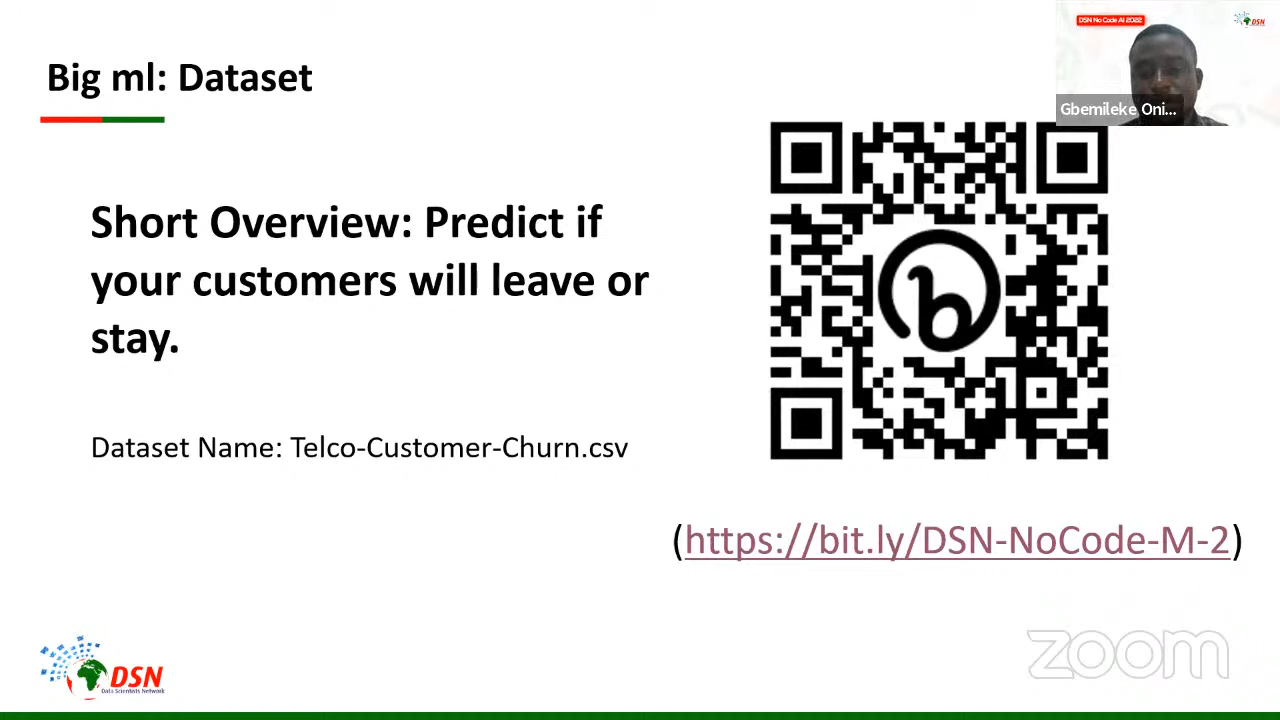 DSN No Code AI 2022
DSN
Gbemileke Oni...
Big ml: Dataset
Short Overview: Predict if
your customers will leave or
stay.
Dataset Name: Telco-Customer-Churn.csv
(https://bit.ly/DSN-NoCode-M-2)
DSN
Data Scientists Network
zoom